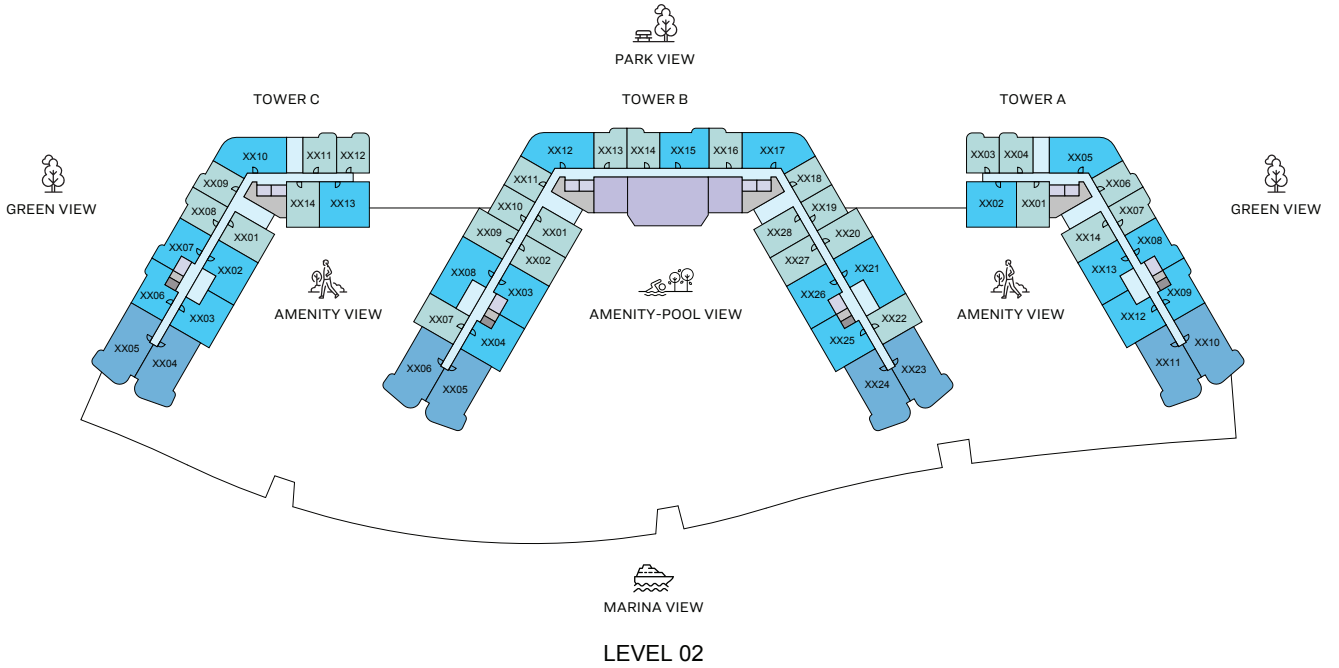 PARK VIEW
TOWER C
TOWER B
TOWER A
GREEN VIEW
GREEN VIEW
AMENITY VIEW
AMENITY-POOL VIEW
AMENITY VIEW
XX10
XX11
XX12
XX09
XX08
XX14
XX13
XX01
XX07
XX02
XX06
XX03
XX05
XX04
XX12
XX13
XX14
XX15
XX16
XX17
XX11
XX18
XX10
XX19
XX09
XX01
XX28
XX20
XX02
XX27
XX08
XX21
XX03
XX26
XX07
XX22
XX04
XX25
XX06
XX05
XX24
XX23
XX03
XX04
XX05
XX06
XX02
XX01
XX07
XX14
XX08
XX13
XX09
XX12
XX10
XX11
MARINA VIEW
LEVEL 02